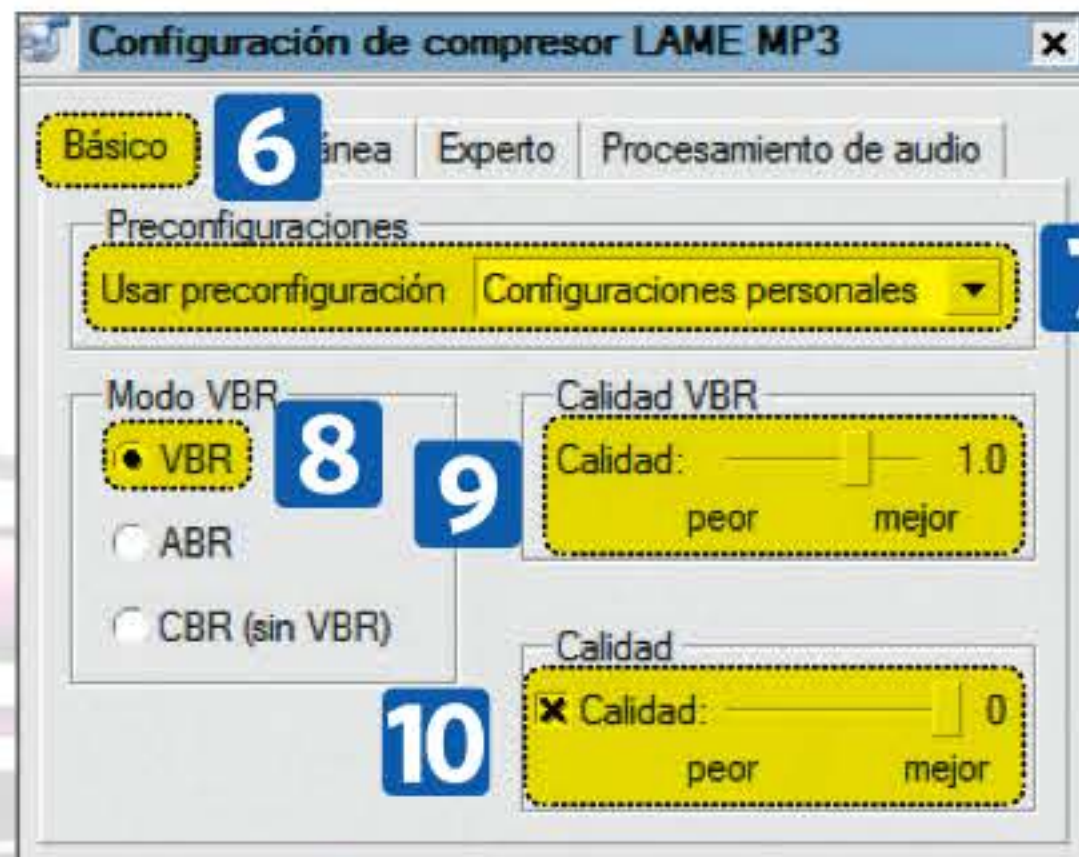 Configuración de compresor LAME MP3
Básico 6 ánea Experto Procesamiento de audio
Preconfiguraciones
Usar preconfiguración Configuraciones personales
Modo VBR
VBR 8
ABR
CBR (sin VBR)
Calidad VBR
9 Calidad: 1.0
peor mejor
Calidad
10 Calidad: 0
peor mejor